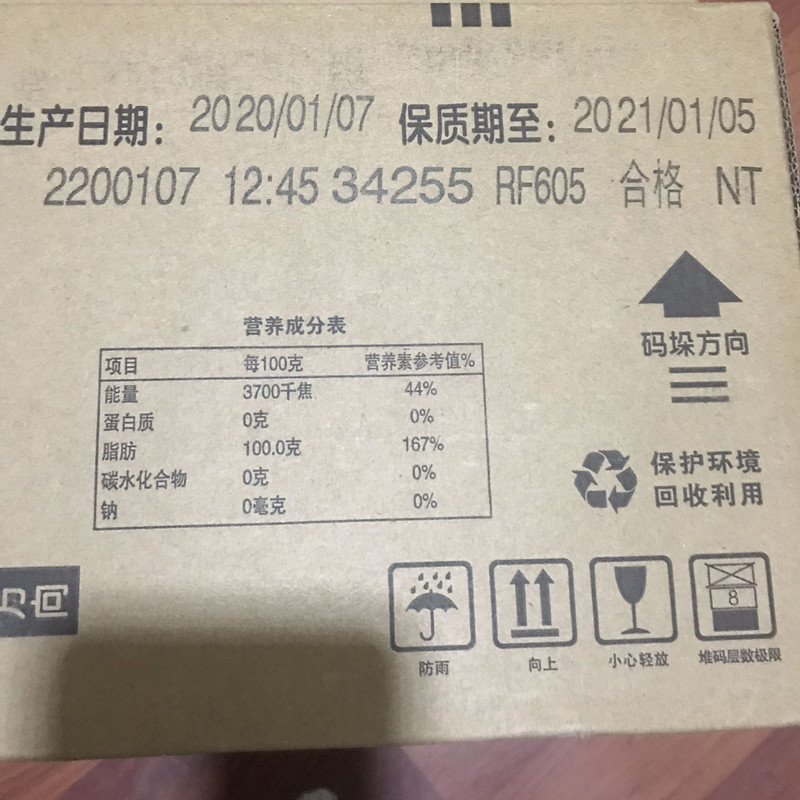 生产日期：2020/01/07 保质期至：2021/01/05
2200107 12:45 34255 RF605 合格 NT
码垛方向
营养成分表
项目 每100克 营养素参考值%
能量 3700千焦 44%
蛋白质 0克 0%
脂肪 100.0克 167%
碳水化合物 0克 0%
钠 0毫克 0%
保护环境
回收利用
方向
8
防雨 向上 小心轻放 堆码层数极限